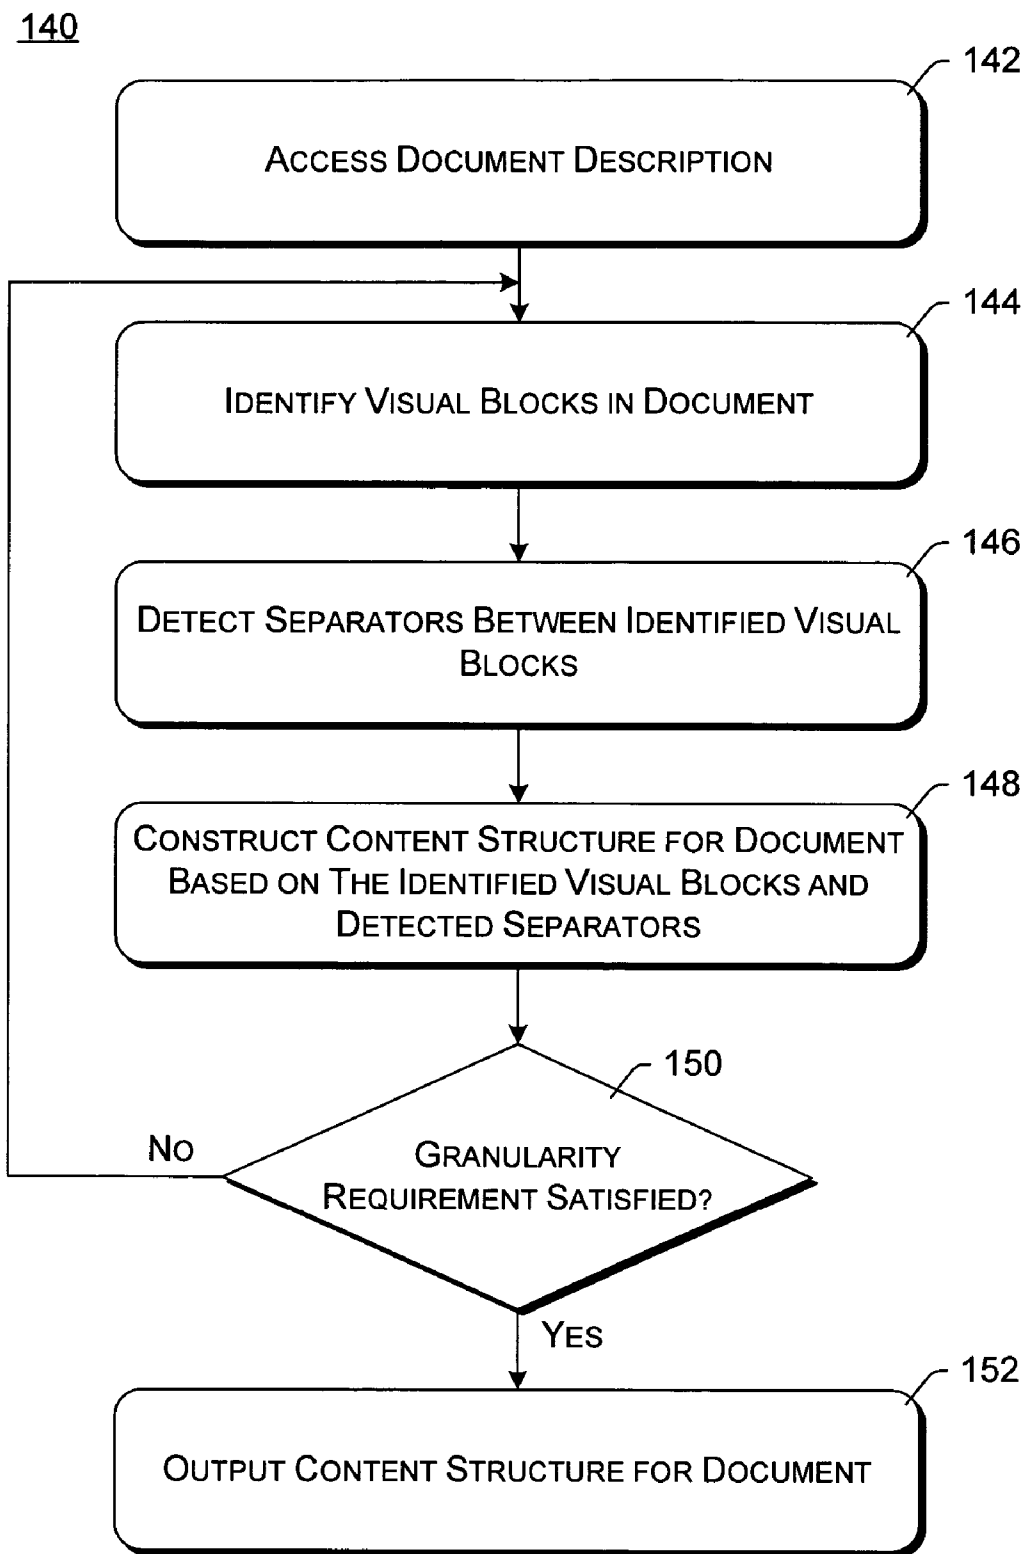 140
142
ACCESS DOCUMENT DESCRIPTION
144
IDENTIFY VISUAL BLOCKS IN DOCUMENT
146
DETECT SEPARATORS BETWEEN IDENTIFIED VISUAL
BLOCKS
148
CONSTRUCT CONTENT STRUCTURE FOR DOCUMENT
BASED ON THE IDENTIFIED VISUAL BLOCKS AND
DETECTED SEPARATORS
150
NO
GRANULARITY
REQUIREMENT SATISFIED?
YES
152
OUTPUT CONTENT STRUCTURE FOR DOCUMENT